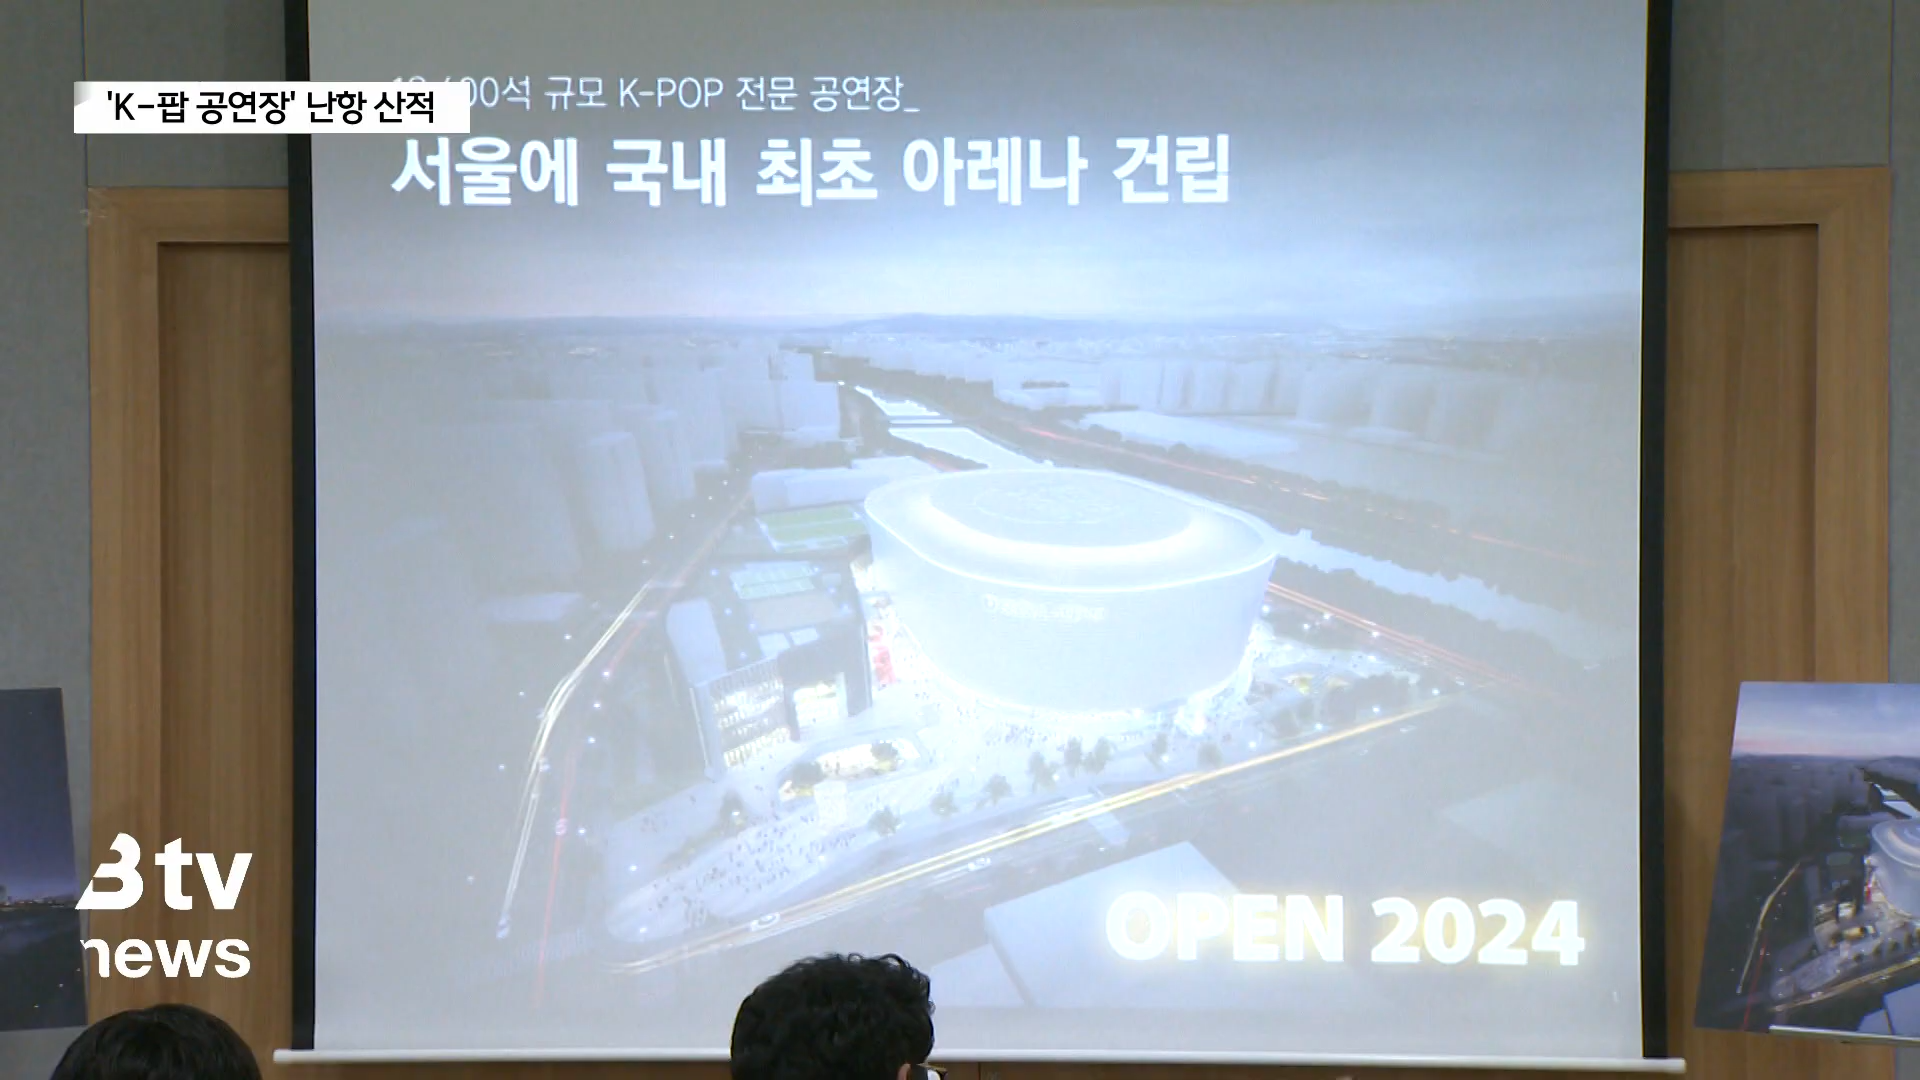 'K-팝 공연장' 난항 산적
00석 규모 K-POP 전문 공연장_
서울에 국내 최초 아레나 건립
OPEN 2024
B tv
news